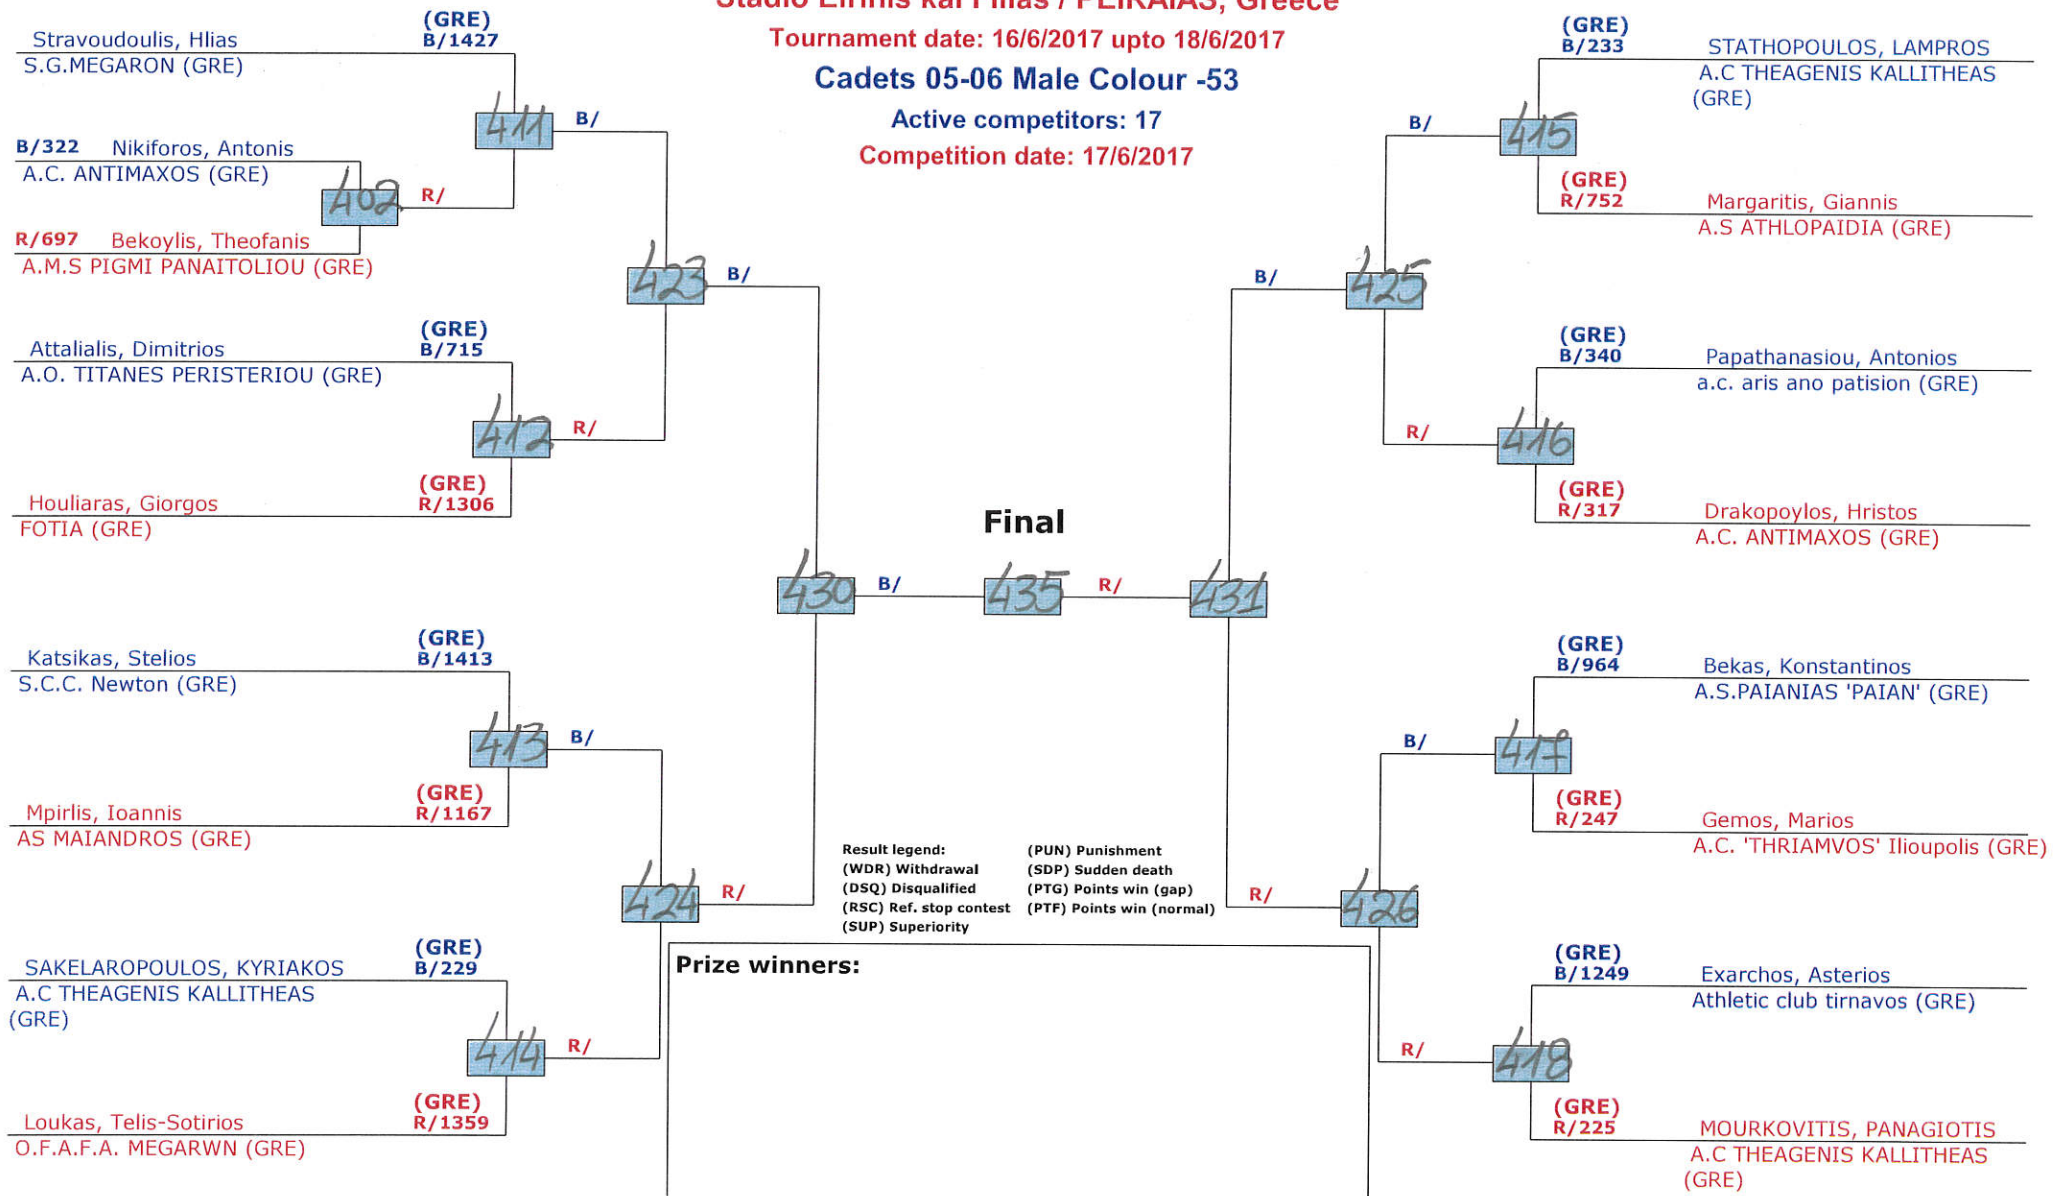 Stadio Eirinis kai Filias / PEIRAIAS, Greece
Tournament date: 16/6/2017 upto 18/6/2017
Cadets 05-06 Male Colour -53
Active competitors: 17
Competition date: 17/6/2017
(GRE)
Stravoudoulis, Hlias B/1427
S.G.MEGARON (GRE)
411 B/
B/322 Nikiforos, Antonis
A.C. ANTIMAXOS (GRE)
402 R/
R/697 Bekoylis, Theofanis
A.M.S PIGMI PANAITOLIOU (GRE)
423 B/
(GRE)
Attalialis, Dimitrios B/715
A.O. TITANES PERISTERIOU (GRE)
412 R/
(GRE)
Houliaras, Giorgos R/1306
FOTIA (GRE)
430 B/
(GRE)
Katsikas, Stelios B/1413
S.C.C. Newton (GRE)
413 B/
(GRE)
Mpirlis, Ioannis R/1167
AS MAIANDROS (GRE)
424 R/
(GRE)
SAKELAROPOULOS, KYRIAKOS B/229
A.C THEAGENIS KALLITHEAS
(GRE)
414 R/
(GRE)
Loukas, Telis-Sotirios R/1359
O.F.A.F.A. MEGARWN (GRE)
Final
435
(GRE)
B/233 STATHOPOULOS, LAMPROS
A.C THEAGENIS KALLITHEAS
(GRE)
B/ 415
(GRE)
R/752 Margaritis, Giannis
A.S ATHLOPAIDIA (GRE)
B/ 425
(GRE)
B/340 Papathanasiou, Antonios
a.c. aris ano patision (GRE)
R/ 416
(GRE)
R/317 Drakopoylos, Hristos
A.C. ANTIMAXOS (GRE)
R/ 431
(GRE)
B/964 Bekas, Konstantinos
A.S.PAIANIAS 'PAIAN' (GRE)
B/ 417
(GRE)
R/247 Gemos, Marios
A.C. 'THRIAMVOS' Ilioupolis (GRE)
R/ 426
(GRE)
B/1249 Exarchos, Asterios
Athletic club tirnavos (GRE)
R/ 418
(GRE)
R/225 MOURKOVITIS, PANAGIOTIS
A.C THEAGENIS KALLITHEAS
(GRE)
Result legend: (PUN) Punishment
(WDR) Withdrawal (SDP) Sudden death
(DSQ) Disqualified (PTG) Points win (gap)
(RSC) Ref. stop contest (PTF) Points win (normal)
(SUP) Superiority
Prize winners: